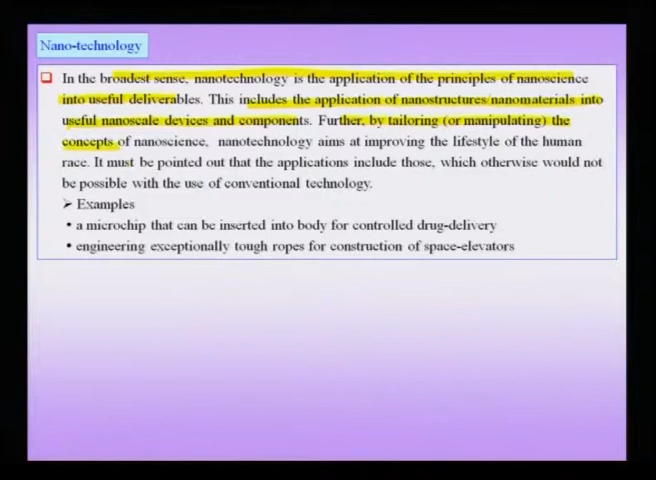 Nano-technology
In the broadest sense, nanotechnology is the application of the principles of nanoscience
into useful deliverables. This includes the application of nanostructures/nanomaterials into
useful nanoscale devices and components. Further, by tailoring (or manipulating) the
concepts of nanoscience, nanotechnology aims at improving the lifestyle of the human
race. It must be pointed out that the applications include those, which otherwise would not
be possible with the use of conventional technology.
➤ Examples
• a microchip that can be inserted into body for controlled drug-delivery
• engineering exceptionally tough ropes for construction of space-elevators